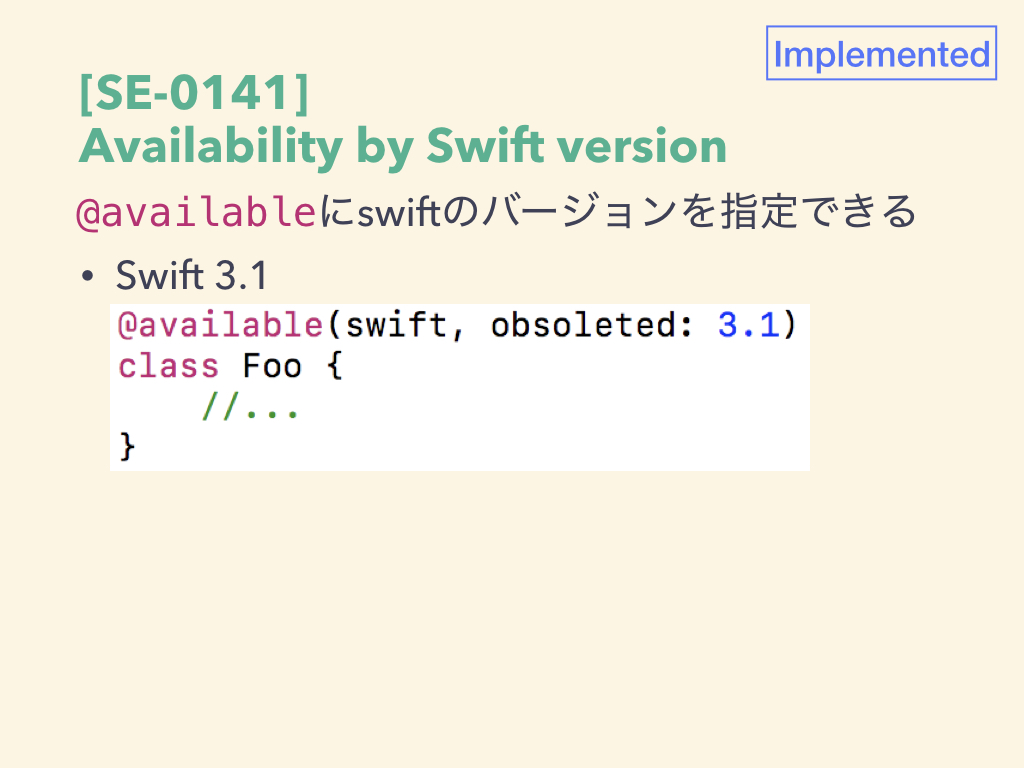 Implemented
[SE-0141]
Availability by Swift version
@availableにswiftのバージョンを指定できる
• Swift 3.1
@available(swift, obsoleted: 3.1)
class Foo {
    //...
}